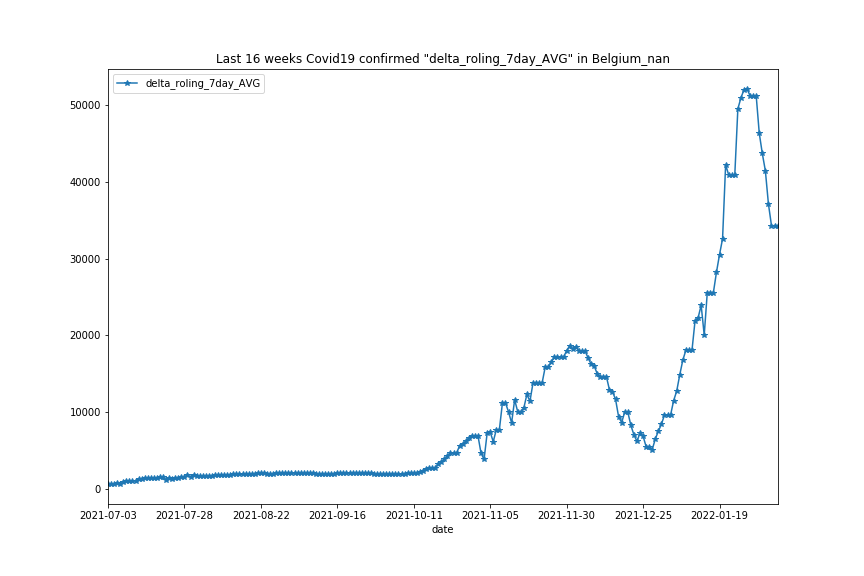 Last 16 weeks Covid19 confirmed "delta_roling_7day_AVG" in Belgium_nan
delta_roling_7day_AVG
50000
40000
30000
20000
10000
0
2021-07-03 2021-07-28 2021-08-22 2021-09-16 2021-10-11 2021-11-05 2021-11-30 2021-12-25 2022-01-19
date